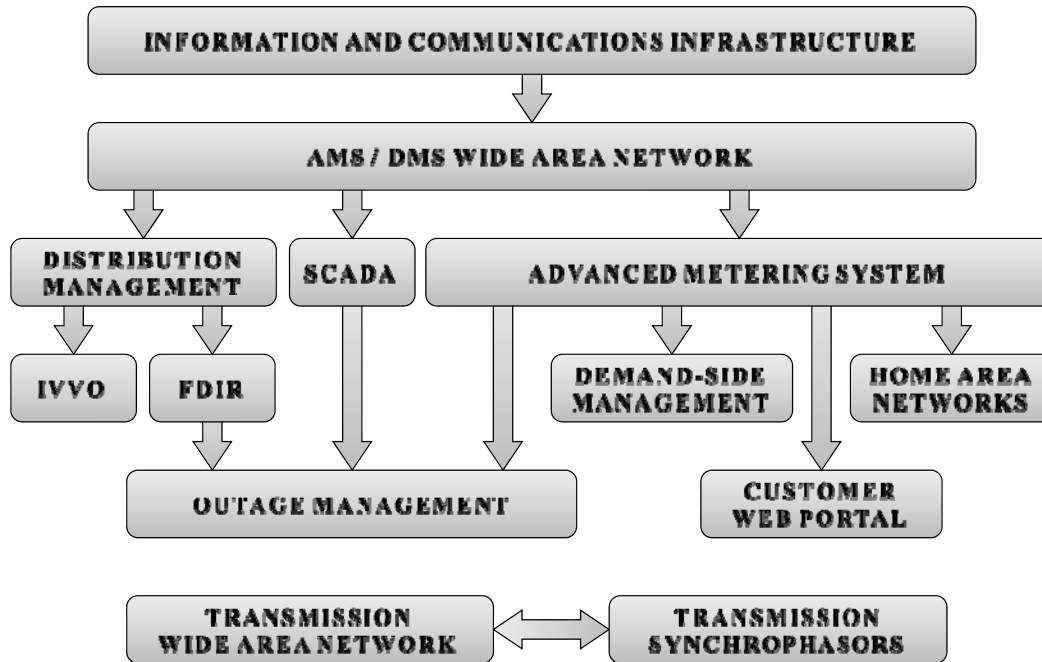 INFORMATION AND COMMUNICATIONS INFRASTRUCTURE
AMS / DMS WIDE AREA NETWORK
DISTRIBUTION
MANAGEMENT
SCADA
ADVANCED METERING SYSTEM
IVVO
FDIR
DEMAND-SIDE
MANAGEMENT
HOME AREA
NETWORKS
OUTAGE MANAGEMENT
CUSTOMER
WEB PORTAL
TRANSMISSION
WIDE AREA NETWORK
TRANSMISSION
SYNCHROPHASORS